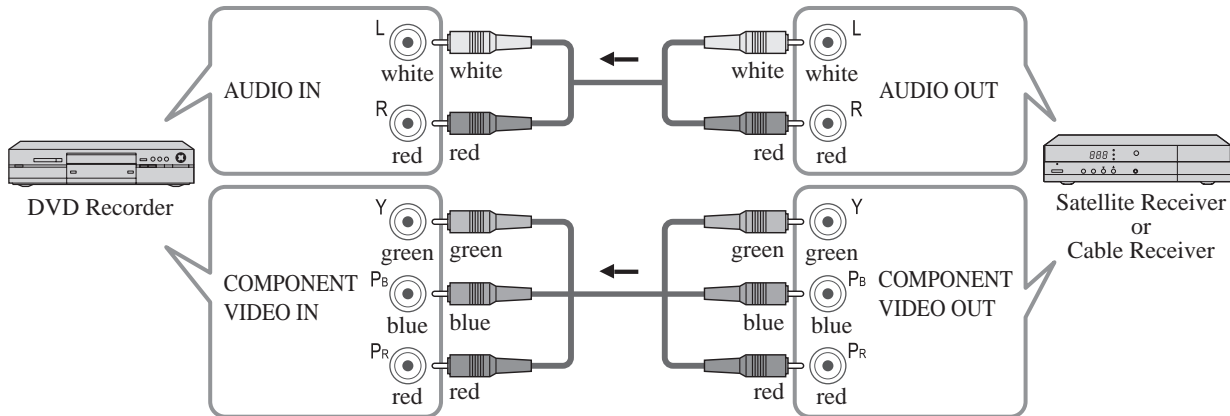 L
white
white
AUDIO IN
R
red
red
white
white
L
AUDIO OUT
R
red
red
DVD Recorder
888
Satellite Receiver
or
Cable Receiver
Y
green
green
COMPONENT
VIDEO IN
PB
blue
blue
PR
red
red
green
green
Y
COMPONENT
VIDEO OUT
PB
blue
blue
PR
red
red